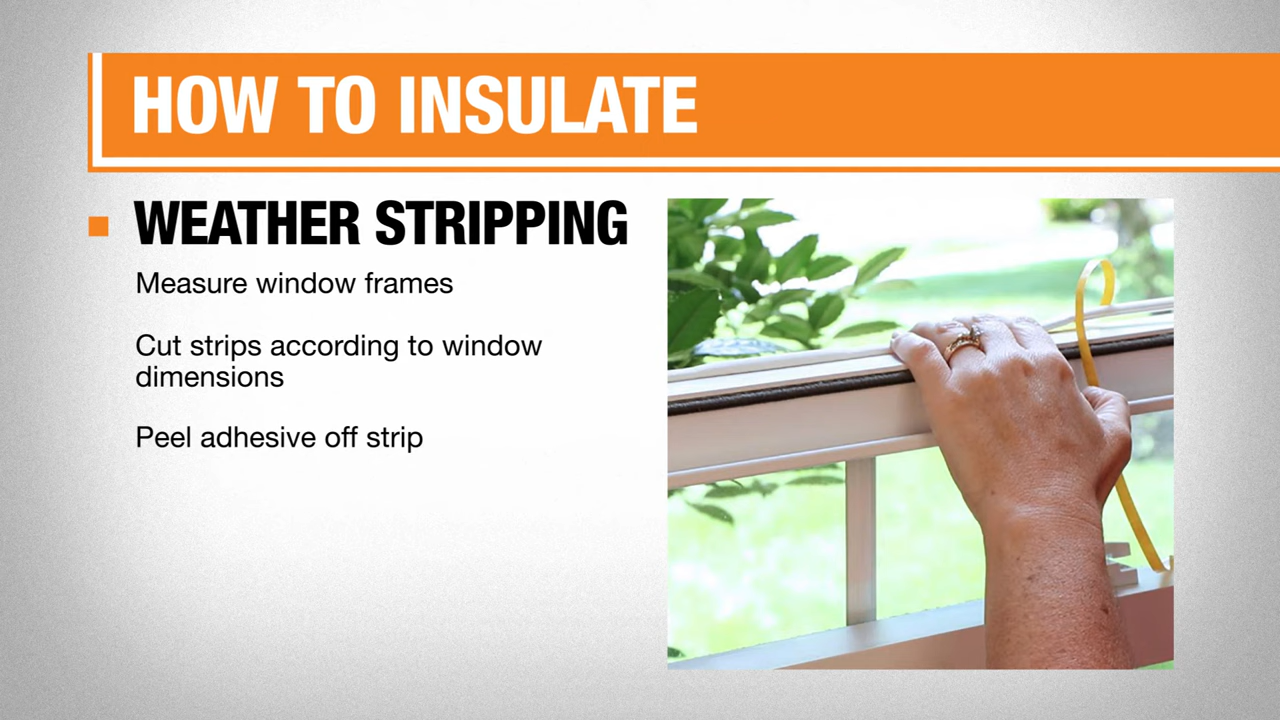 HOW TO INSULATE
WEATHER STRIPPING
Measure window frames
Cut strips according to window
dimensions
Peel adhesive off strip